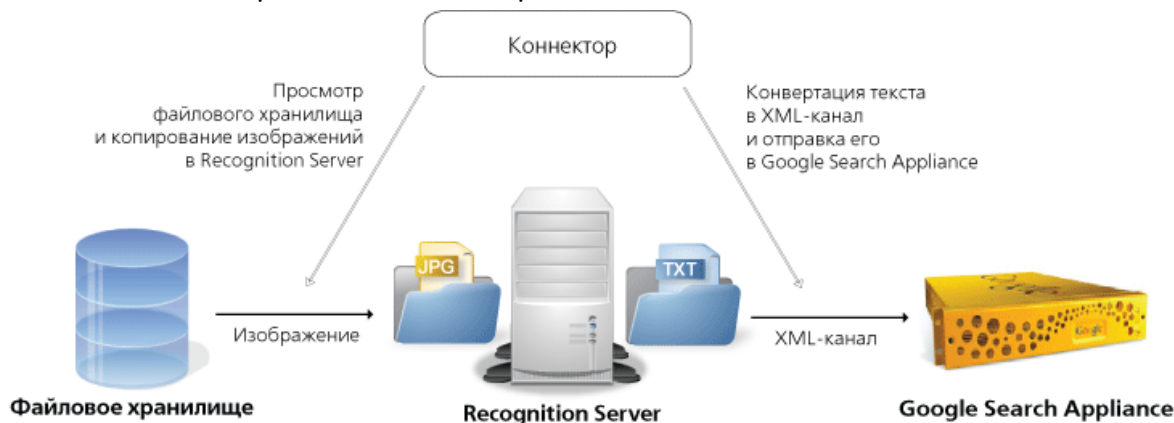 Коннектор
Просмотр
файлового хранилища
и копирование изображений
в Recognition Server
Конвертация текста
в XML-канал
и отправка его
в Google Search Appliance
JPG
TXT
Google
Изображение
XML-канал
Файловое хранилище
Recognition Server
Google Search Appliance